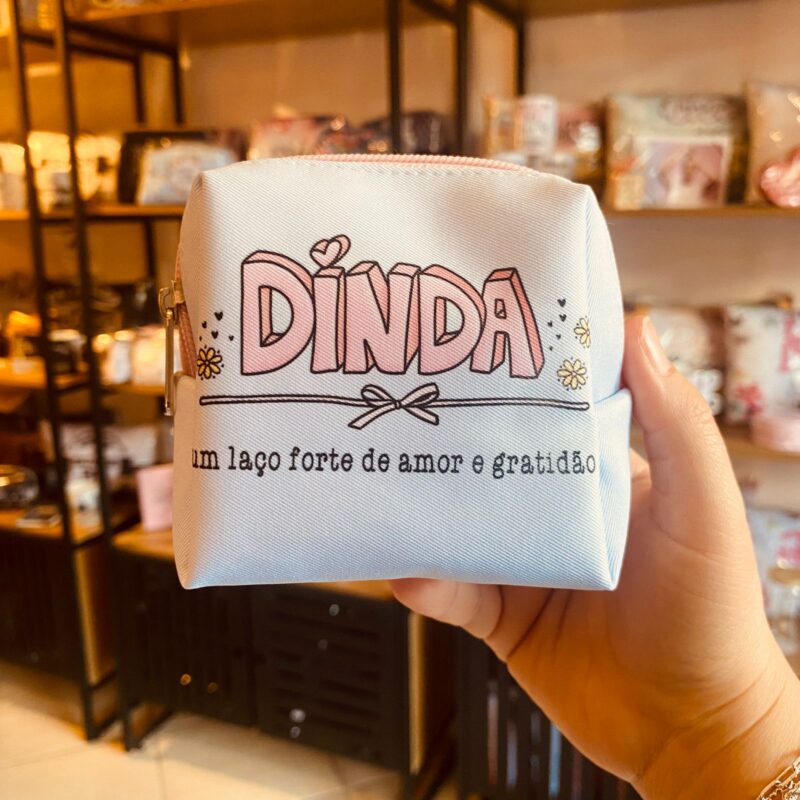 DINDA
um laço forte de amor e gratidão